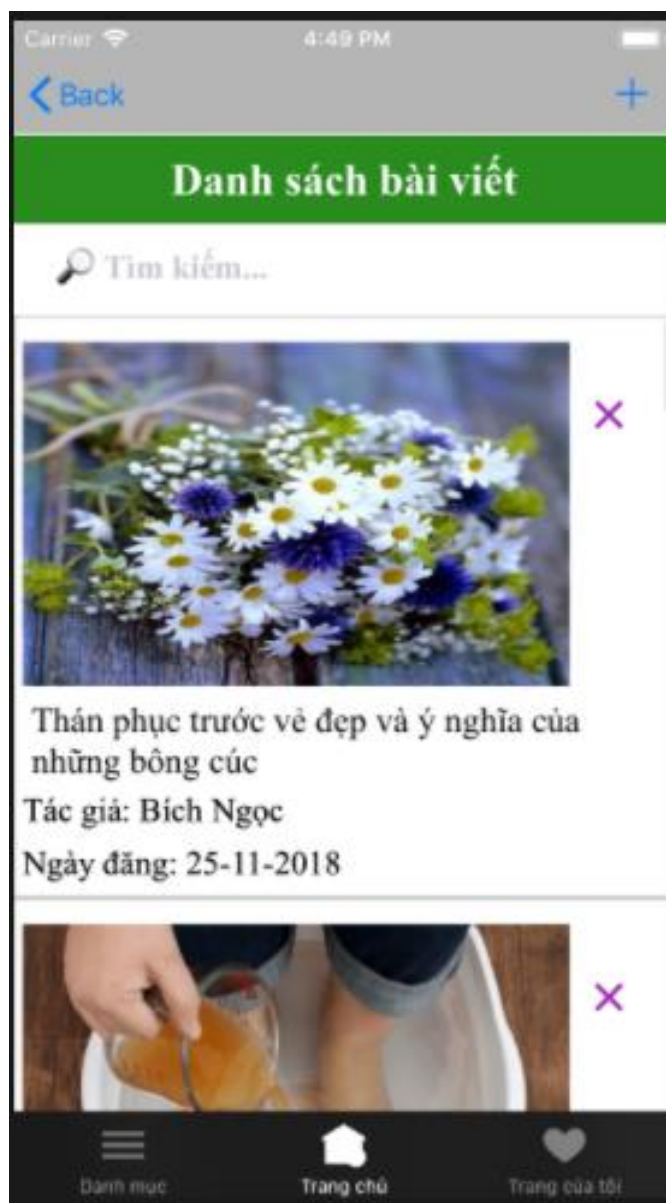 Carrier 4:49 PM
Back +
Danh sách bài viết
Tìm kiếm...
Thán phục trước vẻ đẹp và ý nghĩa của
những bông cúc
Tác giả: Bích Ngọc
Ngày đăng: 25-11-2018
Danh mục Trang chủ Trang của tôi